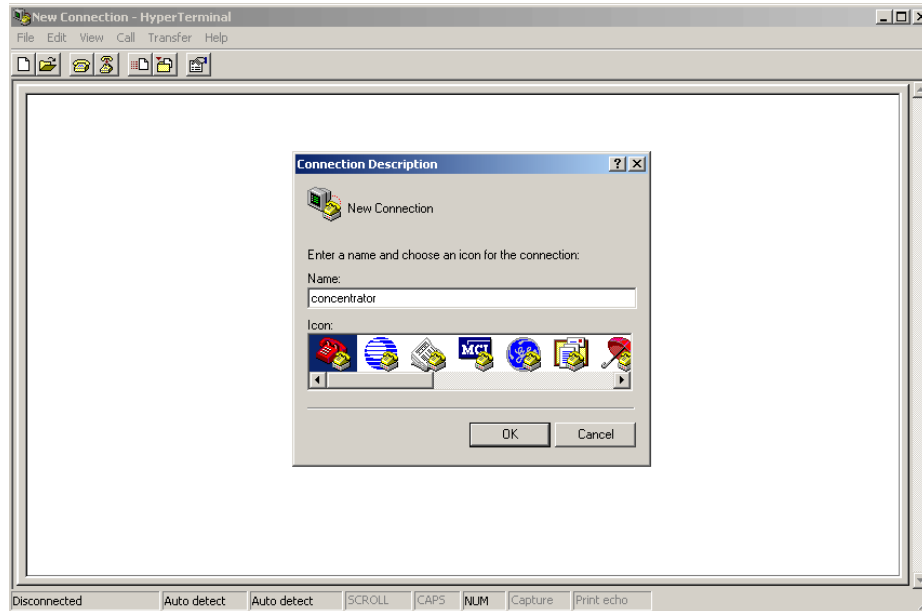 New Connection - HyperTerminal
File Edit View Call Transfer Help
Connection Description
New Connection
Enter a name and choose an icon for the connection:
Name:
concentrator
Icon:
MCI
OK Cancel
Disconnected Auto detect Auto detect SCROLL CAPS NUM Capture Print echo